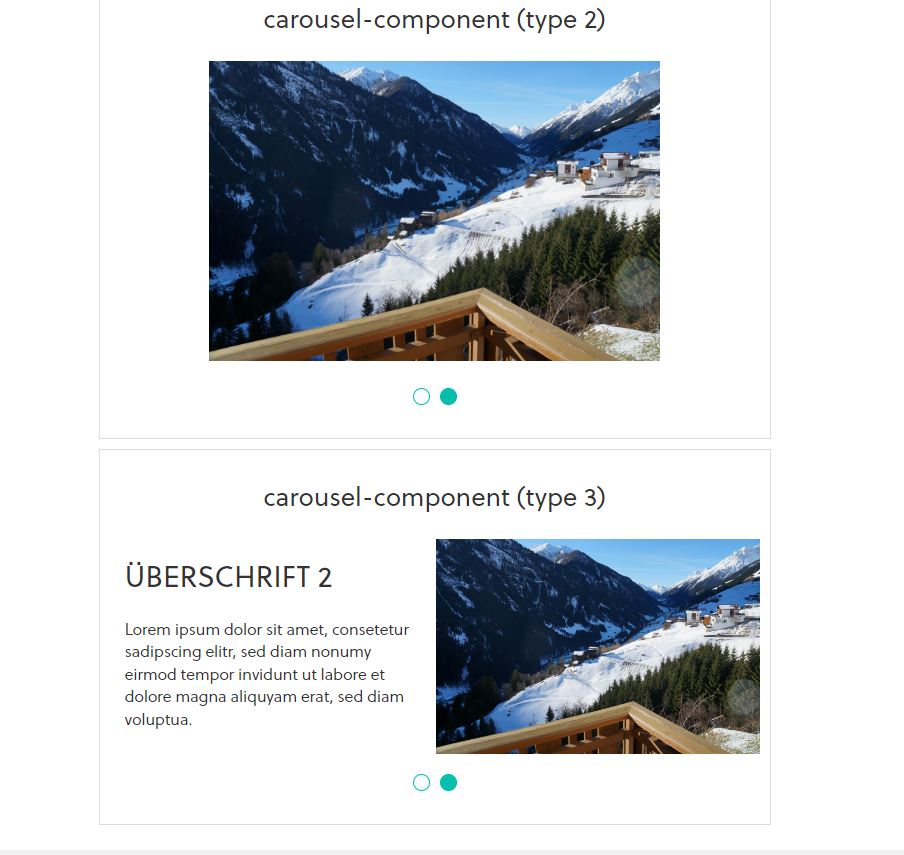 carousel-component (type 2)
carousel-component (type 3)
ÜBERSCHRIFT 2
Lorem ipsum dolor sit amet, consetetur
sadipscing elitr, sed diam nonumy
eirmod tempor invidunt ut labore et
dolore magna aliquyam erat, sed diam
voluptua.